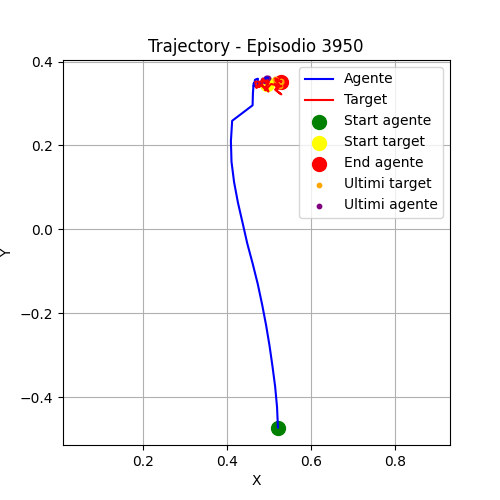 Trajectory - Episodio 3950
0.4
0.2
0.0
−0.2
−0.4
Y
0.2
0.4
0.6
0.8
X
Agente
Target
Start agente
Start target
End agente
Ultimi target
Ultimi agente